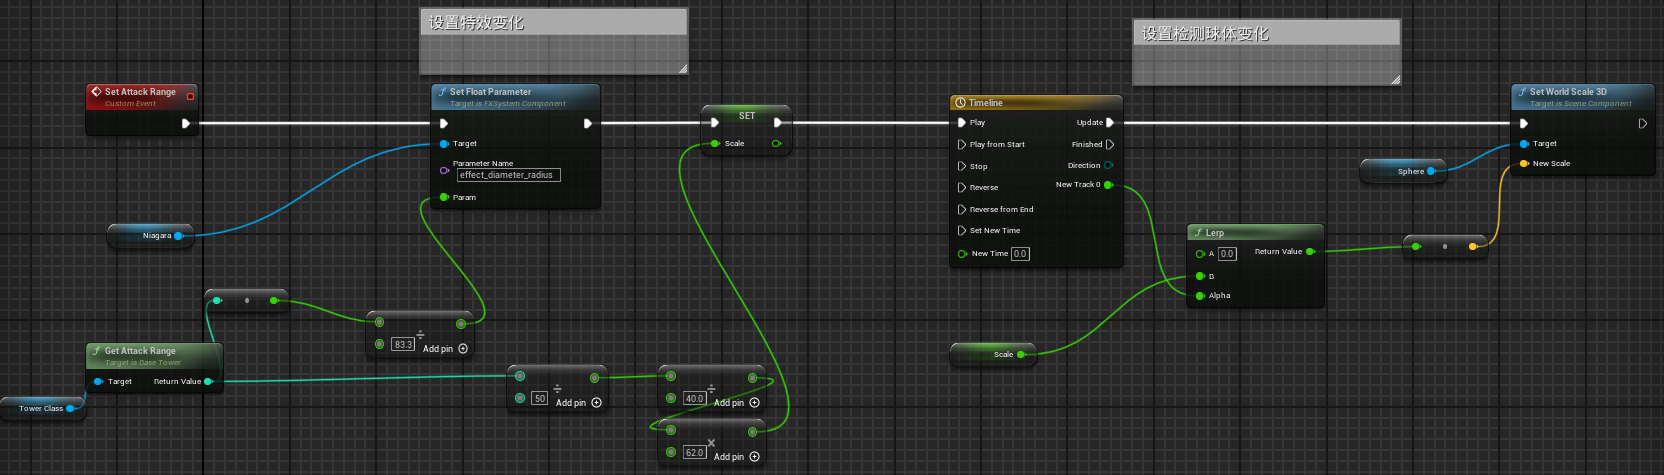 设置特效变化
设置检测球体变化
Set Attack Range
Custom Event
Set Float Parameter
Target is FXSystem Component
Target
Parameter Name
effect_diameter_radius
Param
SET
Scale
Timeline
Play
Update
Play from Start
Finished
Stop
Direction
Reverse
New Track 0
Reverse from End
Set New Time
New Time 0.0
Set World Scale 3D
Target is Scene Component
Target
New Scale
Sphere
Niagara
Lerp
A 0.0
Return Value
B
Alpha
÷
83.3
Add pin
Get Attack Range
Target is Base Tower
Target
Return Value
Tower Class
÷
50
Add pin
÷
40.0
Add pin
×
62.0
Add pin
Scale